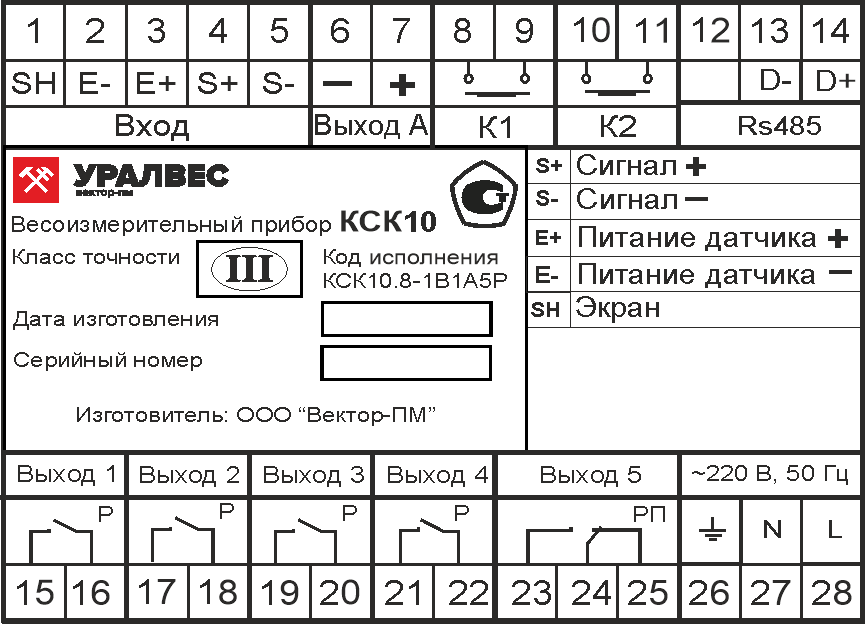 1 2 3 4 5 6 7 8 9 10 11 12 13 14
SH E- E+ S+ S- − + D- D+
Вход Выход А К1 К2 Rs485
УРАЛВЕС
вектор-пм
Весоизмерительный прибор КСК10
Ст
Класс точности III
Код исполнения
КСК10.8-1В1А5Р
Дата изготовления
Серийный номер
Изготовитель: ООО “Вектор-ПМ”
S+ Сигнал +
S- Сигнал −
E+ Питание датчика +
E- Питание датчика −
SH Экран
Выход 1 Выход 2 Выход 3 Выход 4 Выход 5 ~220 В, 50 Гц
Р Р Р Р РП N L
15 16 17 18 19 20 21 22 23 24 25 26 27 28